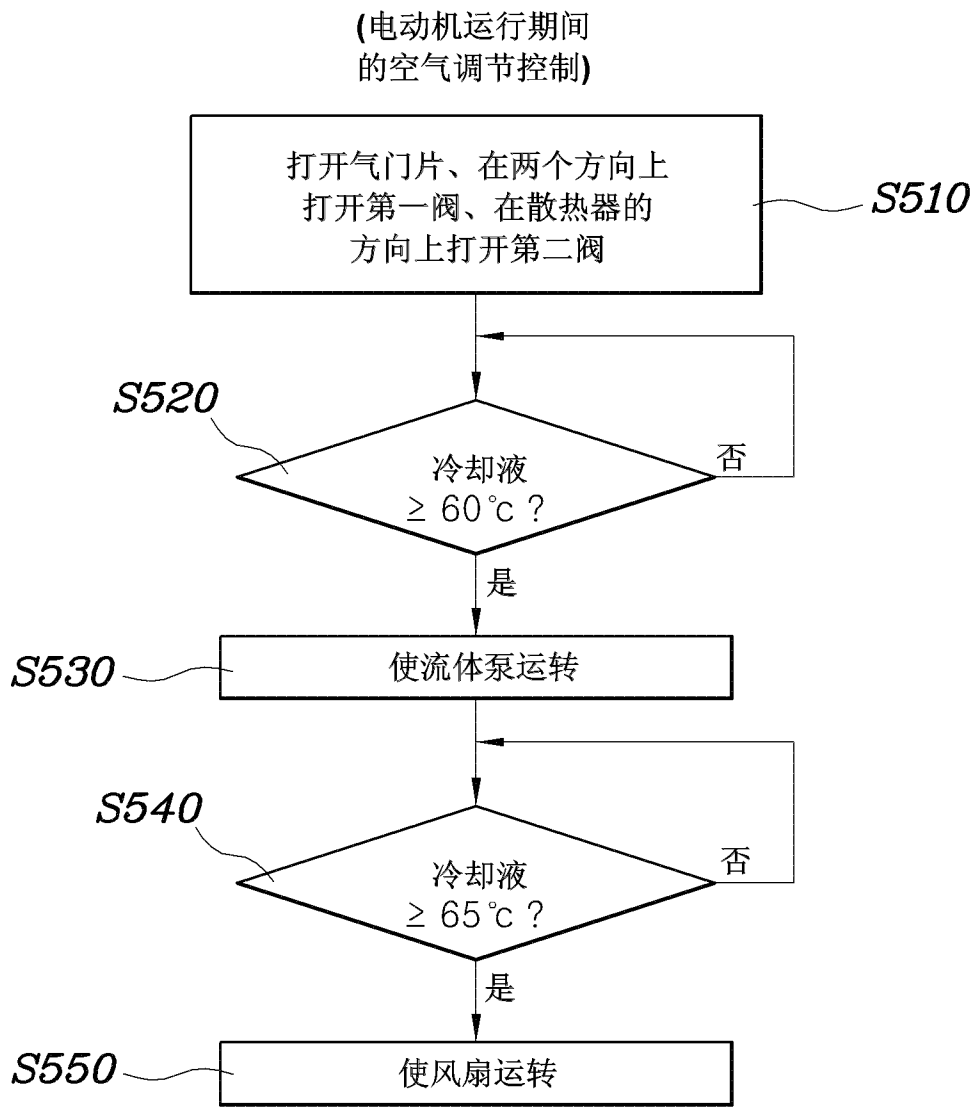 (电动机运行期间
的空气调节控制)
打开气门片、在两个方向上
打开第一阀、在散热器的
方向上打开第二阀
S510
S520
冷却液
≥ 60℃ ?
否
是
S530
使流体泵运转
S540
冷却液
≥ 65℃ ?
否
是
S550
使风扇运转